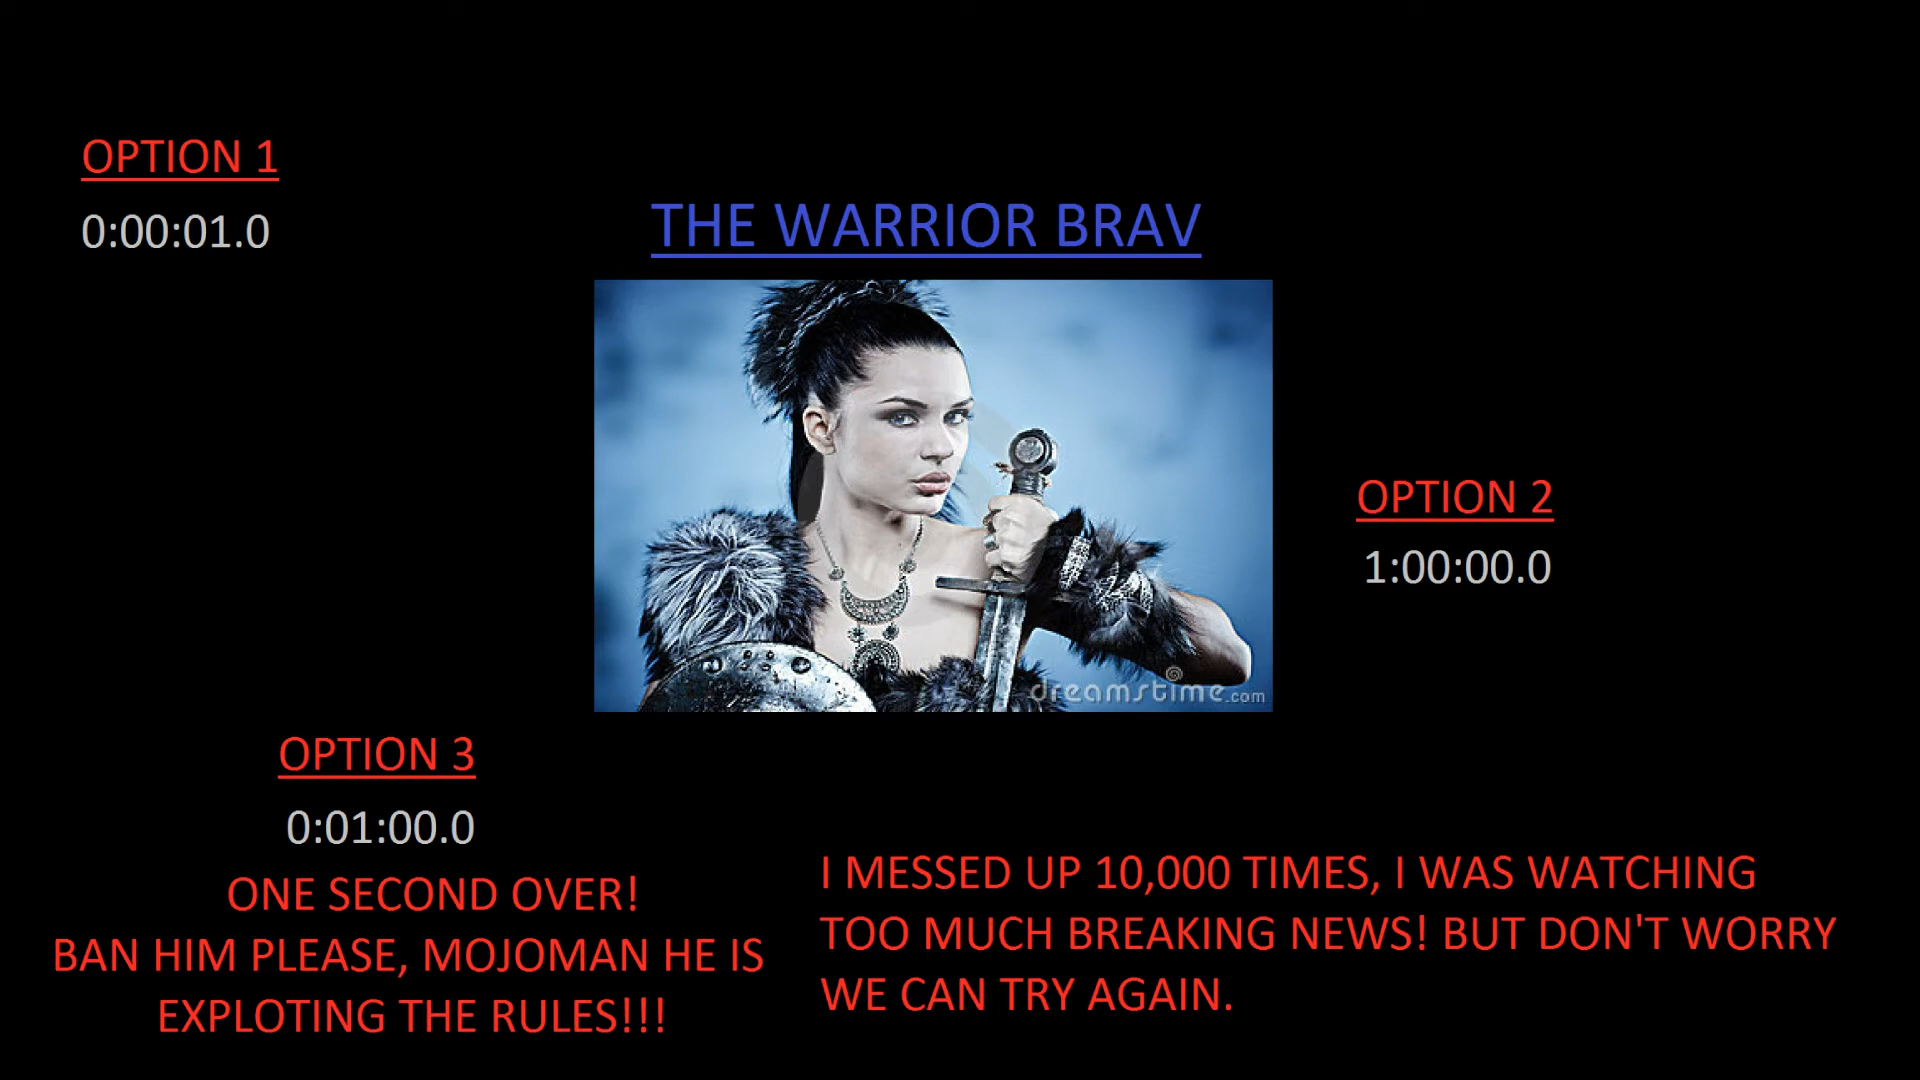 OPTION 1
0:00:01.0
THE WARRIOR BRAV
dreamstime.com
OPTION 2
1:00:00.0
OPTION 3
0:01:00.0
ONE SECOND OVER!
BAN HIM PLEASE, MOJOMAN HE IS
EXPLOTING THE RULES!!!
I MESSED UP 10,000 TIMES, I WAS WATCHING
TOO MUCH BREAKING NEWS! BUT DON'T WORRY
WE CAN TRY AGAIN.